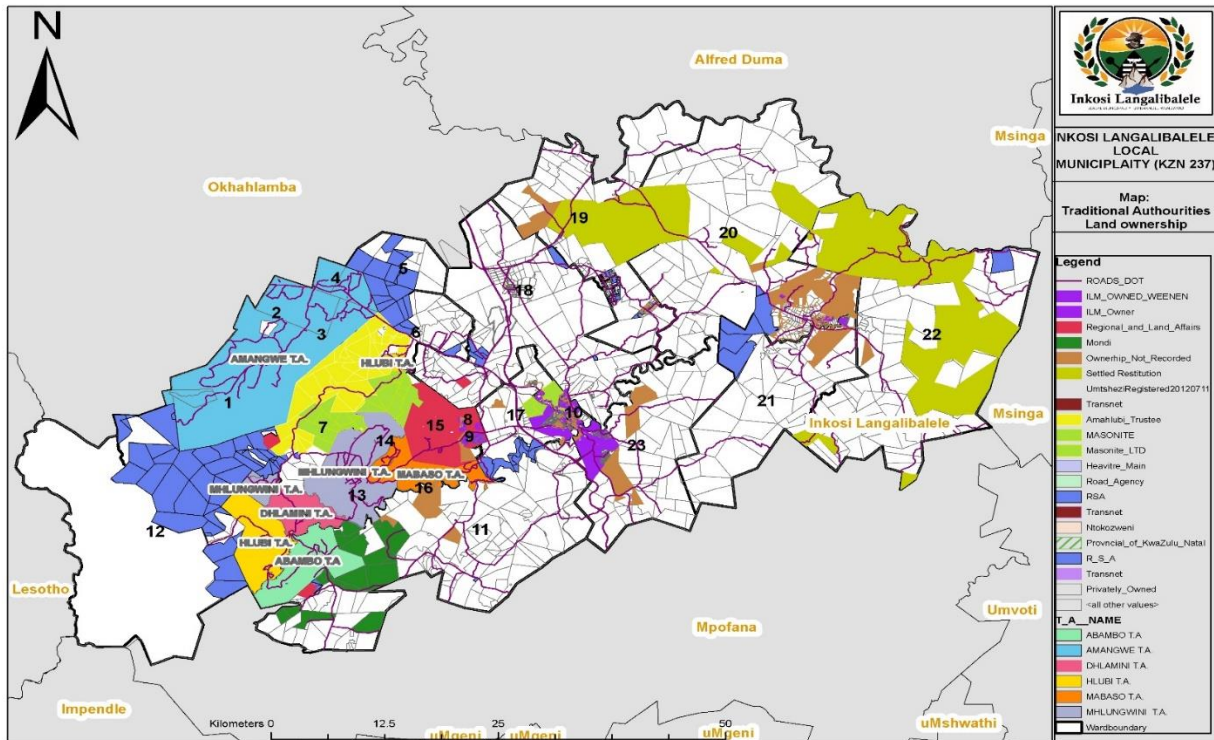 N
Alfred Duma
Msinga
Okhahlamba
19
20
5
4
18
2
3
22
6
AMANGWE T.A.
HLUBI T.A.
1
17
10
21
Inkosi Langalibalele
Msinga
15
8
7
9
23
14
MHLUNGWINI T.A.
MABASO T.A.
MHLUNGWINI T.A.
13
16
DHLAMINI T.A.
12
11
HLUBI T.A.
ABAMBO T.A
Lesotho
Umvoti
Mpofana
Impendle
Kilometers 0 12.5 25 50
uMgeni
uMgeni
uMgeni
uMshwathi
Inkosi Langalibalele
INKOSI LANGALIBALELE
LOCAL
MUNICIPLAITY (KZN 237)
Map:
Traditional Authourities
Land ownership
Legend
ROADS_DOT
ILM_OWNED_WEENEN
ILM_Owner
Regional_and_Land_Affairs
Mondi
Ownerhip_Not_Recorded
Settled Restitution
UmtsheziRegistered20120711
Transnet
Amahlubi_Trustee
MASONITE
Masonite_LTD
Heavitre_Main
Road_Agency
RSA
Transnet
Ntokozweni
Provncial_of_KwaZulu_Natal
R_S_A
Transnet
Privately_Owned
<all other values>
T_A__NAME
ABAMBO T.A
AMANGWE T.A.
DHLAMINI T.A.
HLUBI T.A.
MABASO T.A.
MHLUNGWINI T.A.
Wardboundary